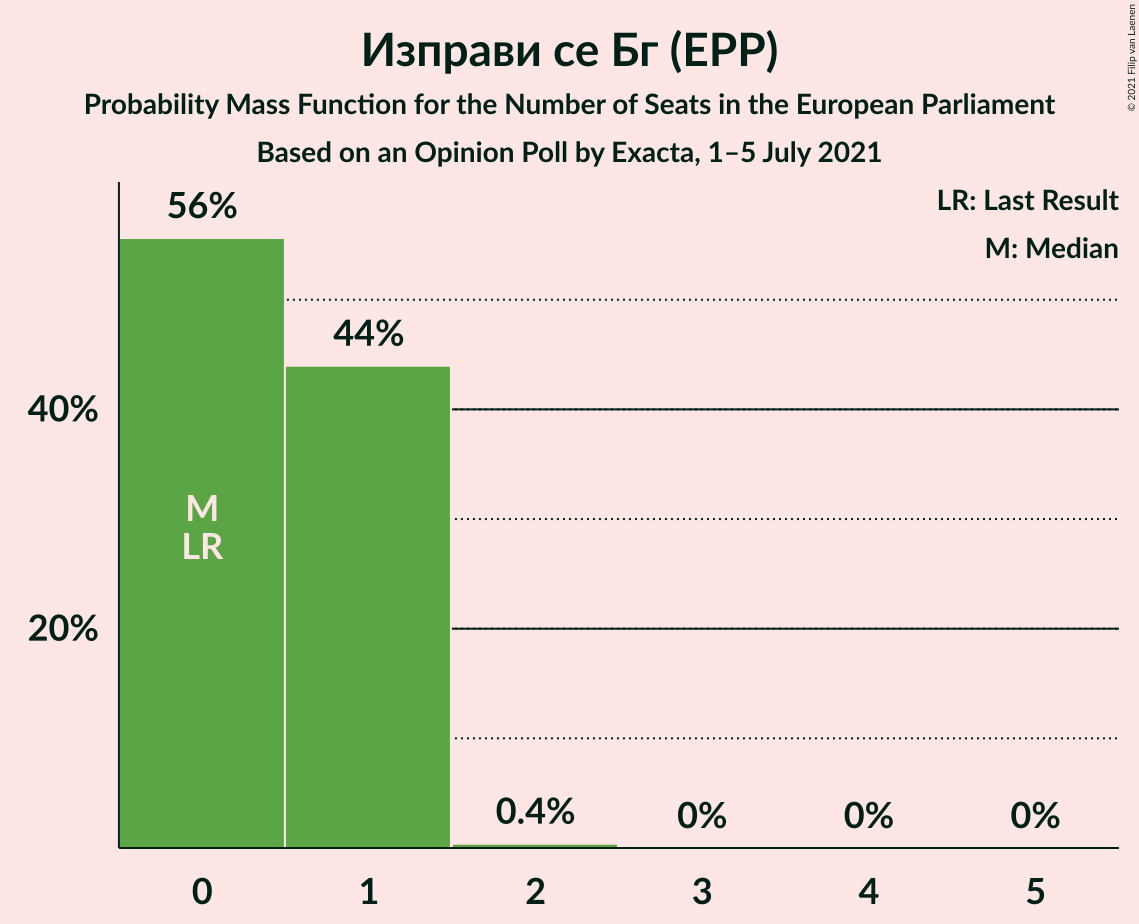 Изправи се Бг (EPP)
Probability Mass Function for the Number of Seats in the European Parliament
Based on an Opinion Poll by Exacta, 1–5 July 2021
© 2021 Filip van Laenen
LR: Last Result
M: Median
56%
44%
40%
M
LR
20%
0.4%
0%
0%
0%
0
1
2
3
4
5